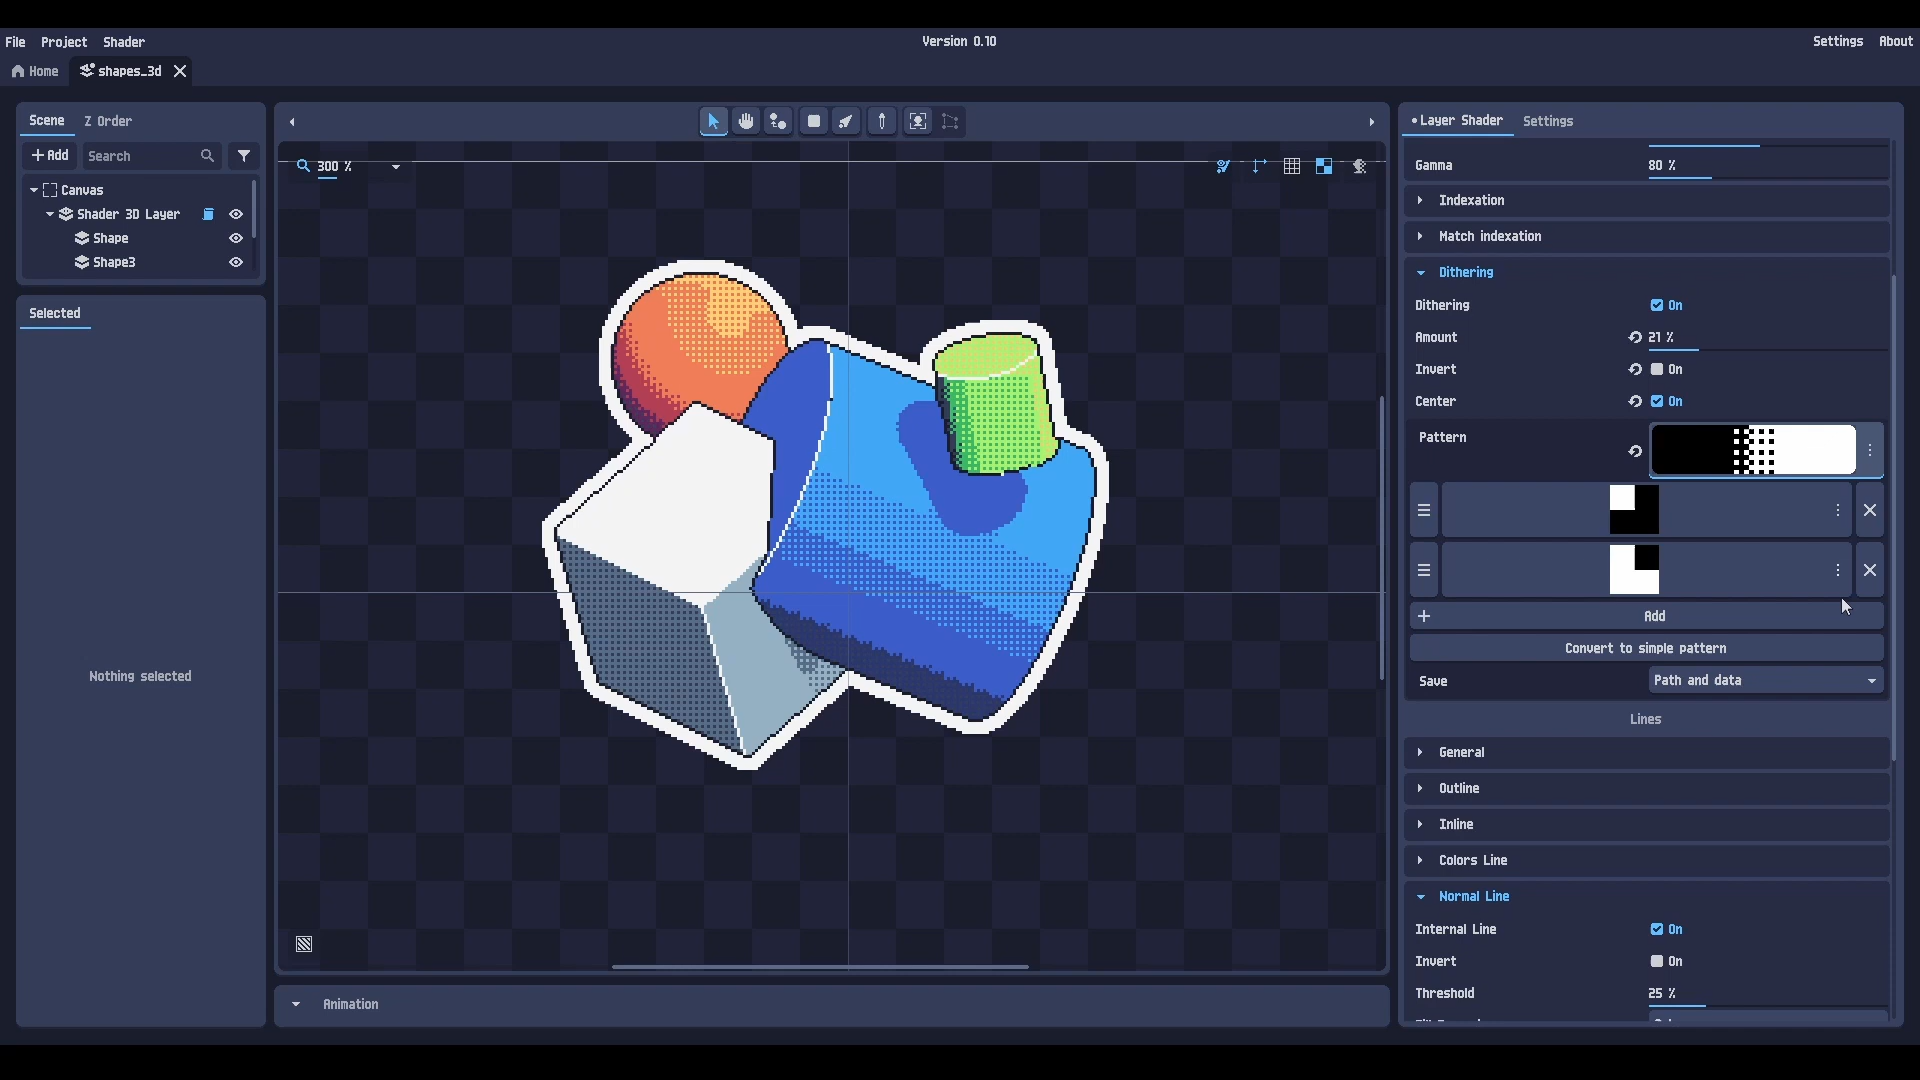 File Project Shader Version 0.10 Settings About
Home shapes_3d
Scene Z Order
Add Search
Canvas
Shader 3D Layer
Shape
Shape3
Selected
Nothing selected
300 %
Animation
Layer Shader Settings
Gamma 80 %
Indexation
Match indexation
Dithering
Dithering On
Amount 21 %
Invert On
Center On
Pattern
Add
Convert to simple pattern
Save Path and data
Lines
General
Outline
Inline
Colors Line
Normal Line
Internal Line On
Invert On
Threshold 25 %